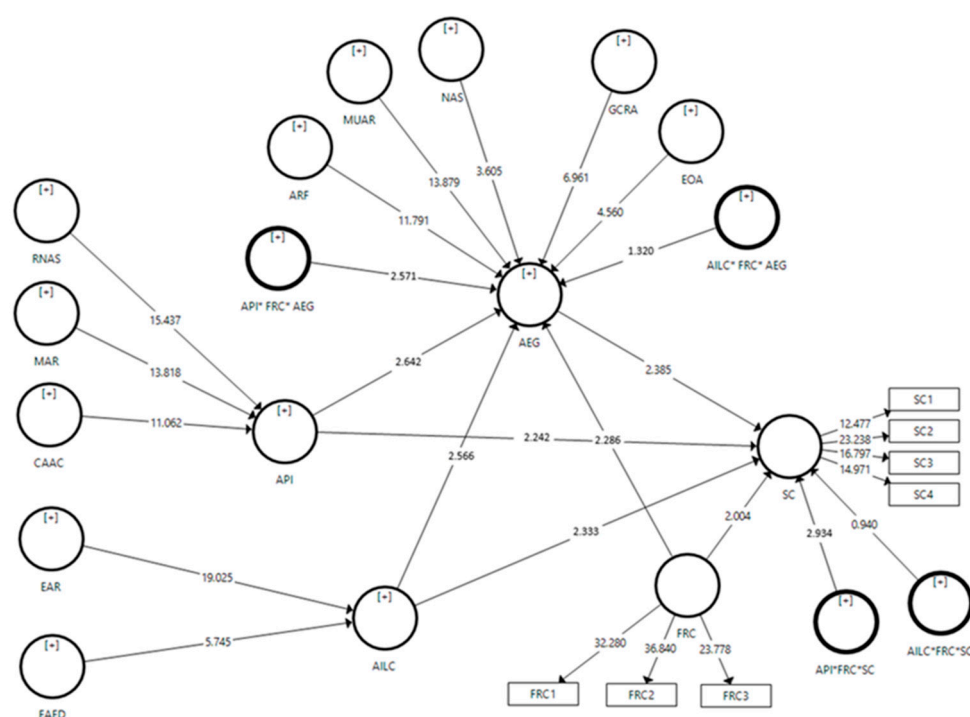 [+]
NAS
[+]
MUAR
[+]
GCRA
[+]
ARF
[+]
EOA
3.605
13.879
6.961
11.791
4.560
[+]
RNAS
[+]
API* FRC* AEG
2.571
[+]
AILC* FRC* AEG
1.320
[+]
AEG
15.437
[+]
MAR
13.818
[+]
CAAC
11.062
[+]
API
2.642
2.385
2.242
2.286
2.566
SC
12.477
23.238
16.797
14.971
SC1
SC2
SC3
SC4
[+]
EAR
19.025
[+]
5.745
[+]
AILC
2.333
2.004
2.934
0.940
FRC
32.280
36.840
23.778
FRC1
FRC2
FRC3
[+]
API*FRC*SC
[+]
AILC*FRC*SC